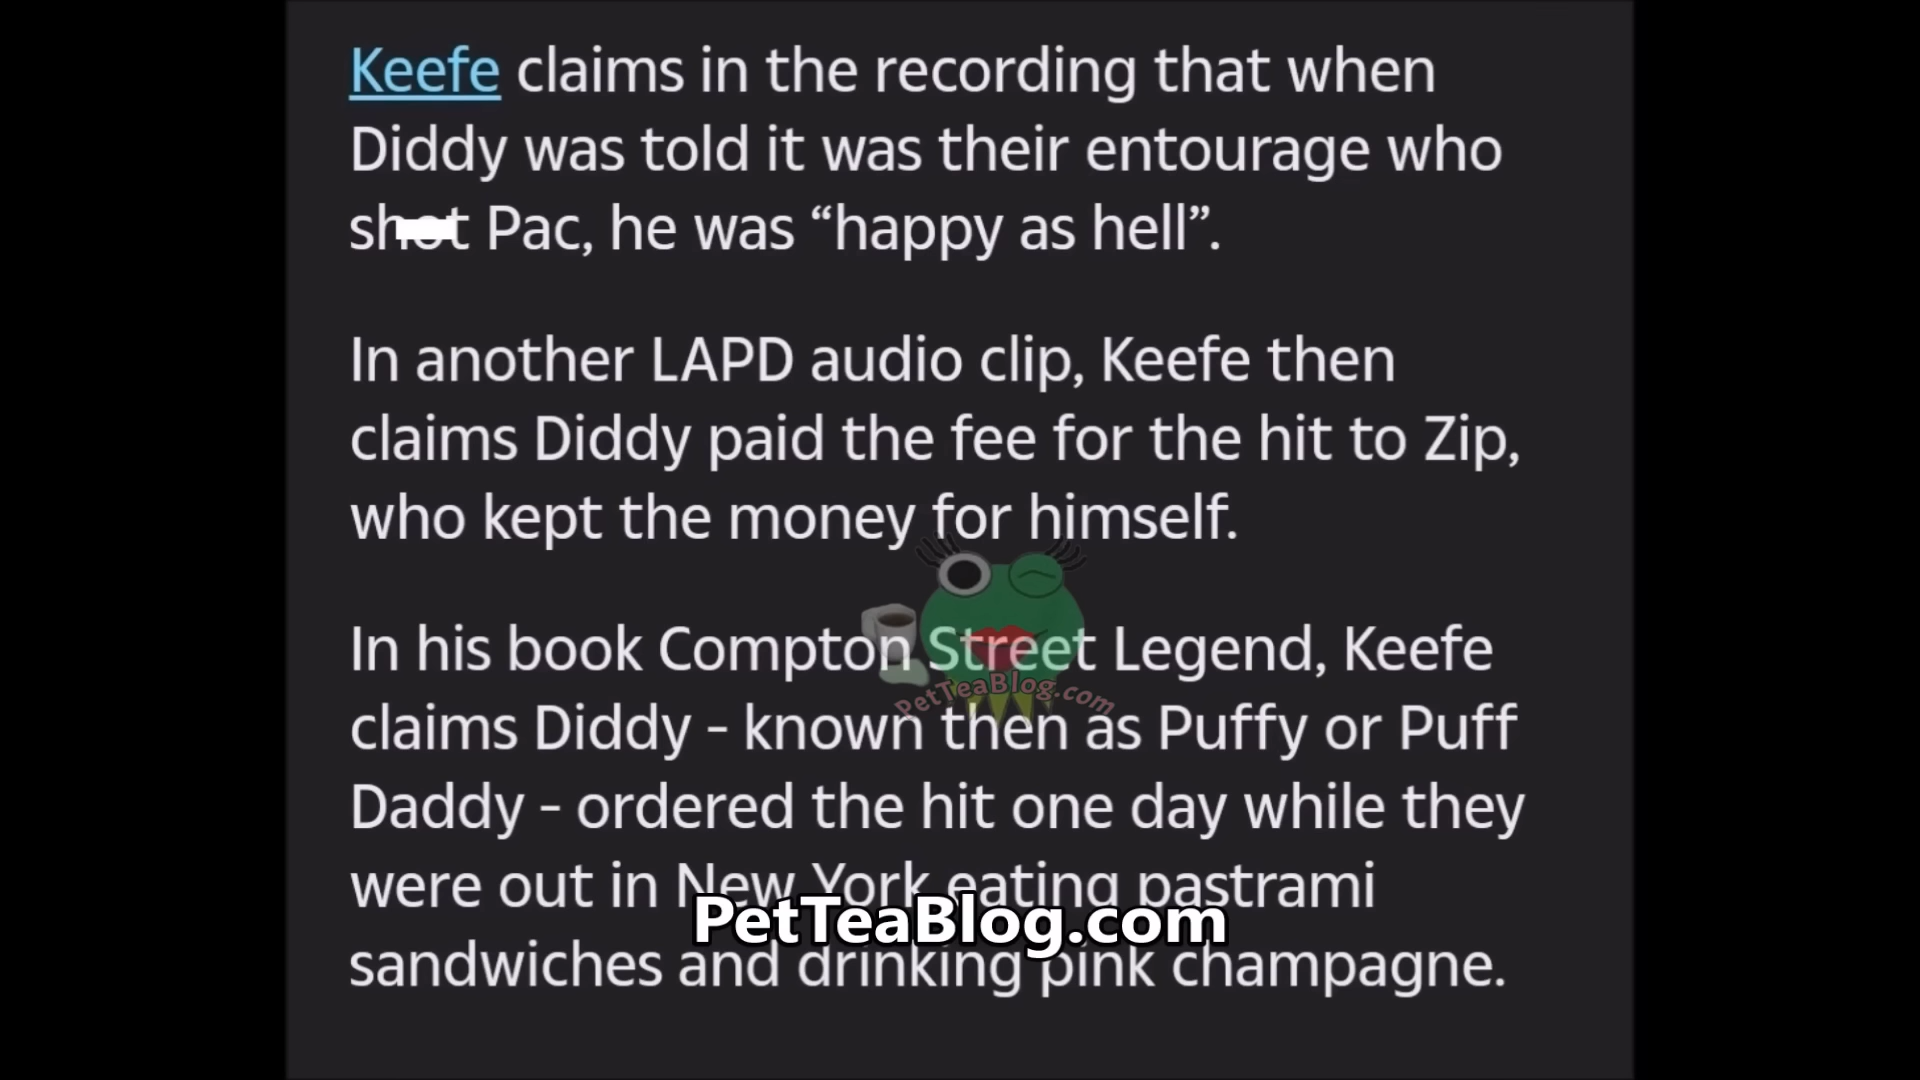 Keefe claims in the recording that when
Diddy was told it was their entourage who
shot Pac, he was “happy as hell”.
In another LAPD audio clip, Keefe then
claims Diddy paid the fee for the hit to Zip,
who kept the money for himself.
In his book Compton Street Legend, Keefe
PetTeaBlog.com
claims Diddy - known then as Puffy or Puff
Daddy - ordered the hit one day while they
were out in New York eating pastrami
PetTeaBlog.com
sandwiches and drinking pink champagne.